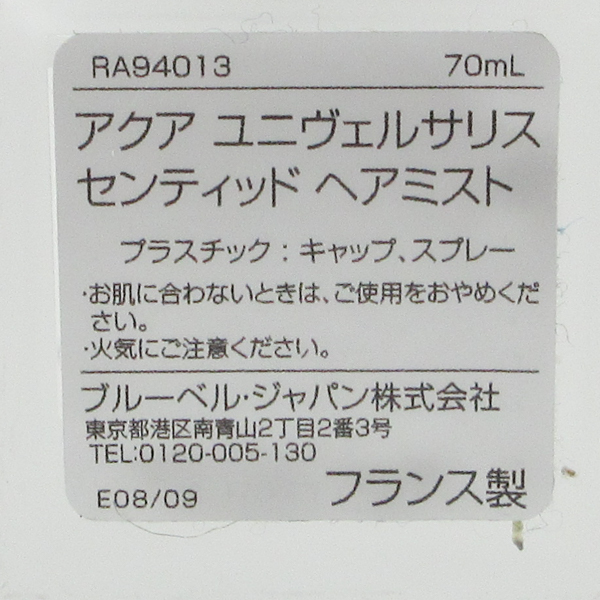 RA94013 70mL
アクア ユニヴェルサリス
センティッド ヘアミスト
プラスチック : キャップ、スプレー
・お肌に合わないときは、ご使用をおやめくだ
さい。
・火気にご注意ください。
ブルーベル・ジャパン株式会社
東京都港区南青山2丁目2番3号
TEL:0120-005-130
E08/09 フランス製